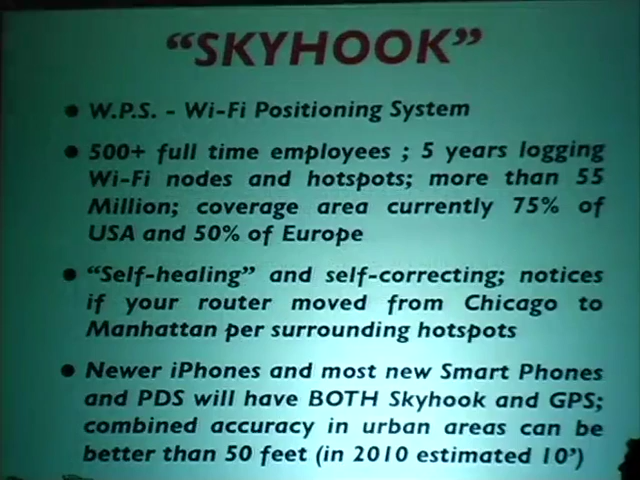 “SKYHOOK”
● W.P.S. - Wi-Fi Positioning System
● 500+ full time employees ; 5 years logging
Wi-Fi nodes and hotspots; more than 55
Million; coverage area currently 75% of
USA and 50% of Europe
● “Self-healing” and self-correcting; notices
if your router moved from Chicago to
Manhattan per surrounding hotspots
● Newer iPhones and most new Smart Phones
and PDS will have BOTH Skyhook and GPS;
combined accuracy in urban areas can be
better than 50 feet (in 2010 estimated 10’)